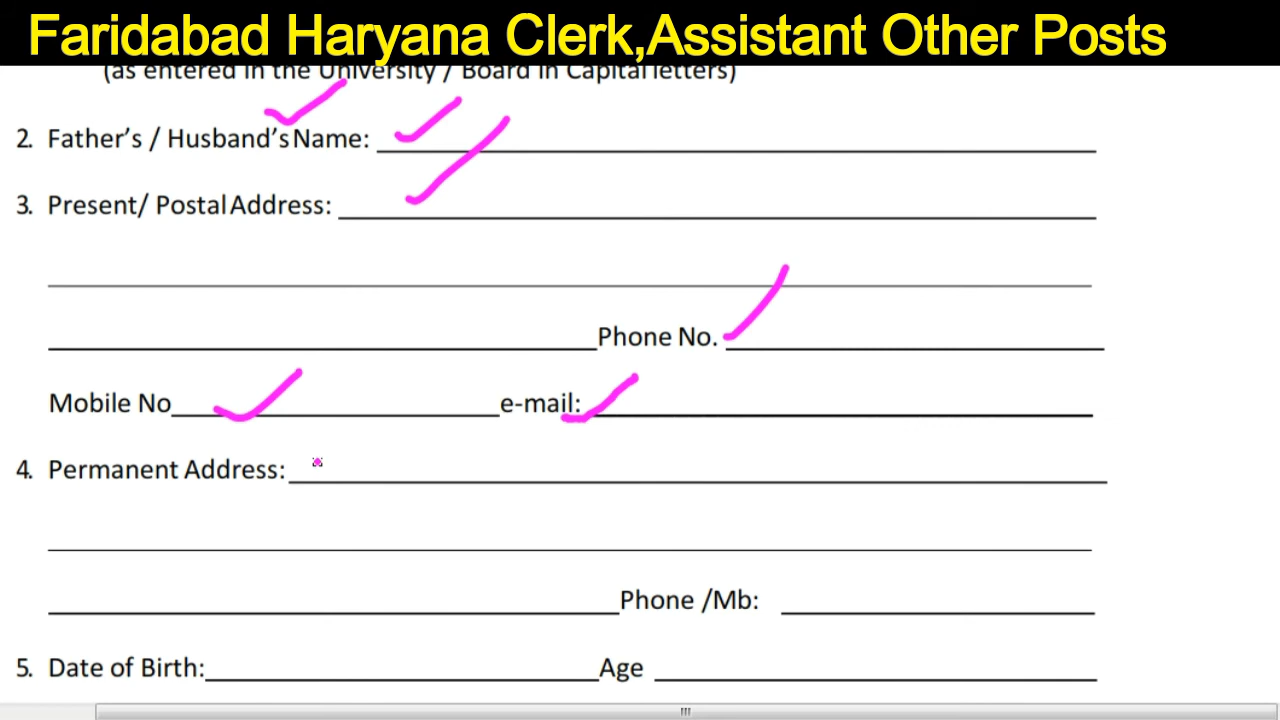 Faridabad Haryana Clerk,Assistant Other Posts
(as entered in the University / Board in Capital letters)
2. Father's / Husband's Name:
3. Present/ Postal Address:
Phone No.
Mobile No e-mail:
4. Permanent Address:
Phone /Mb:
5. Date of Birth: Age